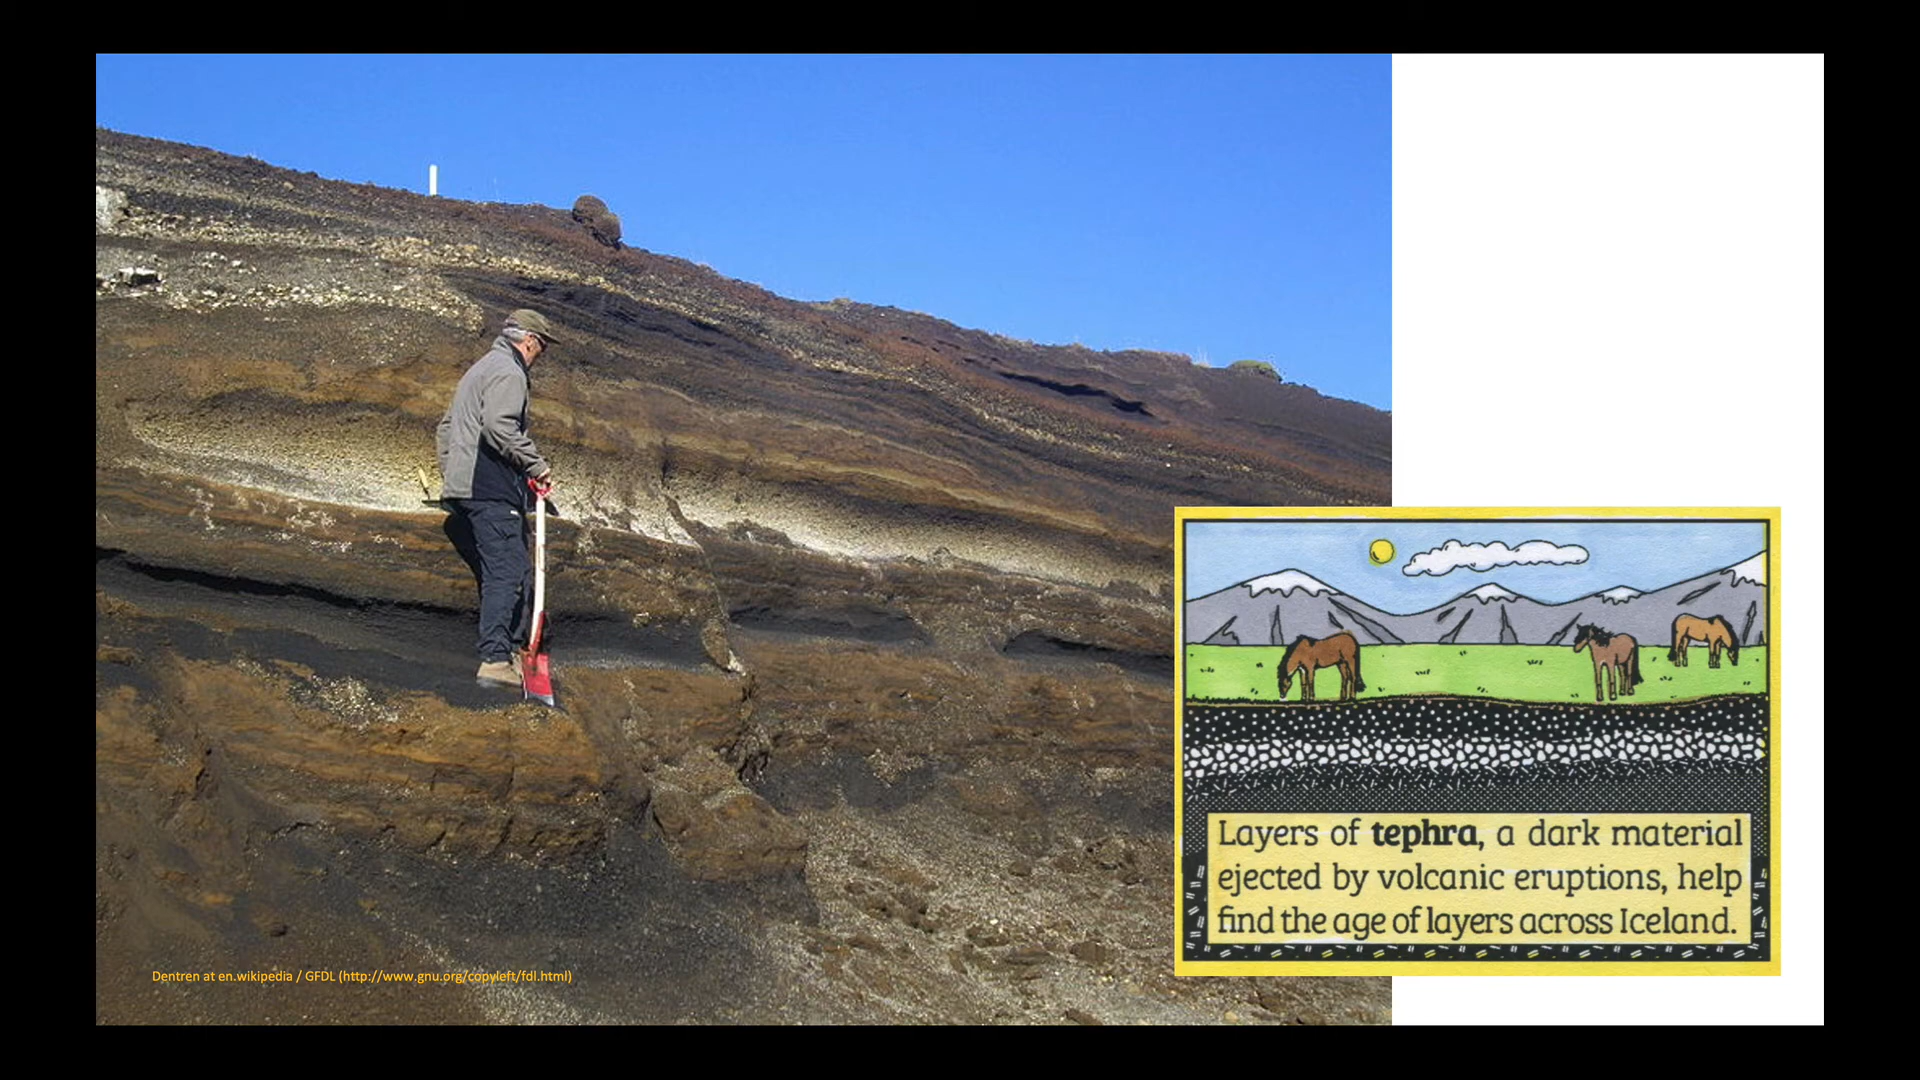 Layers of tephra, a dark material
ejected by volcanic eruptions, help
find the age of layers across Iceland.
Dentren at en.wikipedia / GFDL (http://www.gnu.org/copyleft/fdl.html)